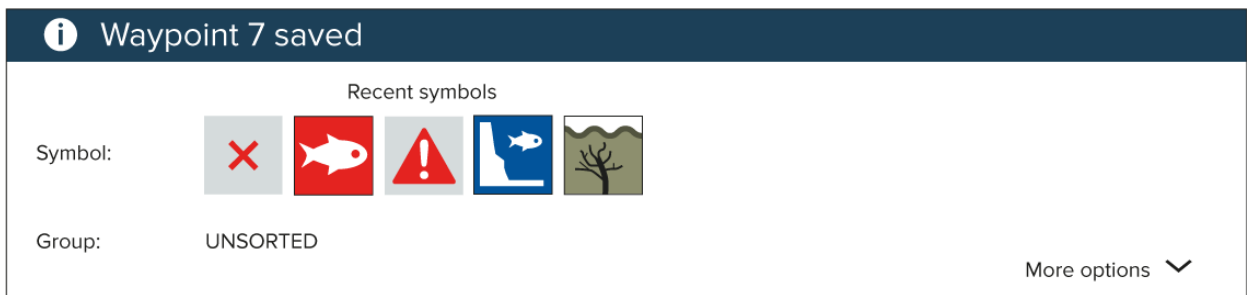 Waypoint 7 saved
Recent symbols
Symbol:
Group: UNSORTED
More options